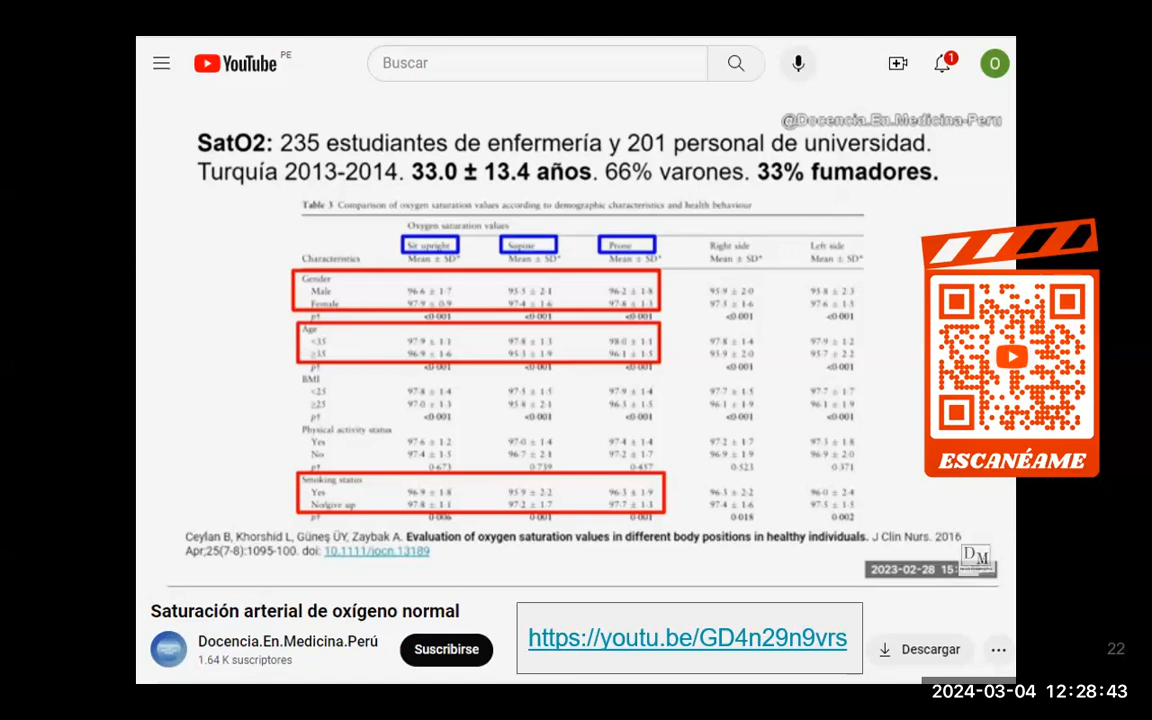 YouTube PE
Buscar
1
O
@Docencia.En.Medicina-Peru
SatO2: 235 estudiantes de enfermería y 201 personal de universidad.
Turquía 2013-2014. 33.0 ± 13.4 años. 66% varones. 33% fumadores.
Table 3 Comparison of oxygen saturation values according to demographic characteristics and health behaviour
Oxygen saturation values
Sit upright Supine Prone Right side Left side
Characteristics Mean ± SD* Mean ± SD* Mean ± SD* Mean ± SD* Mean ± SD*
Gender
Male 96·6 ± 1·7 95·5 ± 2·1 96·2 ± 1·8 95·9 ± 2·0 95·8 ± 2·3
Female 97·9 ± 0·9 97·4 ± 1·6 97·8 ± 1·3 97·5 ± 1·6 97·6 ± 1·5
p† <0·001 <0·001 <0·001 <0·001 <0·001
Age
<35 97·9 ± 1·1 97·8 ± 1·3 98·0 ± 1·1 97·8 ± 1·4 97·9 ± 1·2
≥35 96·9 ± 1·6 95·3 ± 1·9 96·1 ± 1·5 95·9 ± 2·0 95·7 ± 2·2
p† <0·001 <0·001 <0·001 <0·001 <0·001
BMI
<25 97·8 ± 1·4 97·5 ± 1·5 97·9 ± 1·4 97·7 ± 1·5 97·7 ± 1·7
≥25 97·0 ± 1·3 95·8 ± 2·1 96·5 ± 1·5 96·1 ± 1·9 96·1 ± 1·9
p† <0·001 <0·001 <0·001 <0·001 <0·001
Physical activity status
Yes 97·6 ± 1·2 97·0 ± 1·4 97·4 ± 1·4 97·2 ± 1·7 97·3 ± 1·8
No 97·4 ± 1·5 96·7 ± 2·1 97·2 ± 1·7 96·9 ± 1·9 96·9 ± 2·0
p† 0·673 0·739 0·457 0·523 0·371
Smoking status
Yes 96·9 ± 1·8 95·9 ± 2·2 96·3 ± 1·9 96·3 ± 2·2 96·0 ± 2·4
No/give up 97·8 ± 1·1 97·2 ± 1·7 97·7 ± 1·3 97·4 ± 1·6 97·5 ± 1·5
p† 0·006 0·001 0·001 0·018 0·002
Ceylan B, Khorshid L, Güneş ÜY, Zaybak A. Evaluation of oxygen saturation values in different body positions in healthy individuals. J Clin Nurs. 2016
Apr;25(7-8):1095-100. doi: 10.1111/jocn.13189
DM
2023-02-28 15:
ESCANÉAME
Saturación arterial de oxígeno normal
Docencia.En.Medicina.Perú
1.64 K suscriptores
Suscribirse
https://youtu.be/GD4n29n9vrs
Descargar
22
2024-03-04 12:28:43